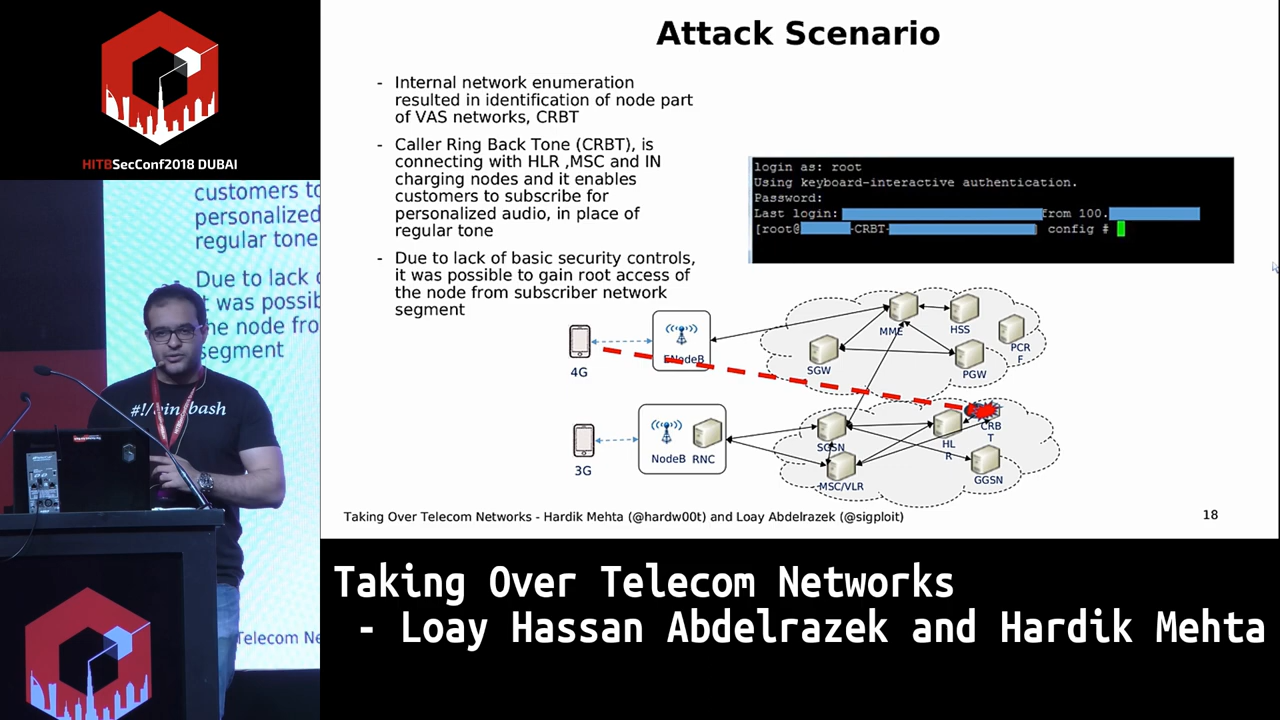 HITBSecConf2018 DUBAI
customers to
personalized
regular tone
Due to lack
it was possib
the node fro
segment
#!/bin/bash
Telecom Ne
Attack Scenario
- Internal network enumeration
resulted in identification of node part
of VAS networks, CRBT
- Caller Ring Back Tone (CRBT), is
connecting with HLR ,MSC and IN
charging nodes and it enables
customers to subscribe for
personalized audio, in place of
regular tone
- Due to lack of basic security controls,
it was possible to gain root access of
the node from subscriber network
segment
login as: root
Using keyboard-interactive authentication.
Password:
Last login: from 100.
[root@ -CRBT- ] config #
4G
ENodeB
MME
HSS
PCR
F
SGW
PGW
3G
NodeB RNC
SGSN
MSC/VLR
HL
R
CRB
T
GGSN
Taking Over Telecom Networks - Hardik Mehta (@hardw00t) and Loay Abdelrazek (@sigploit)
18
Taking Over Telecom Networks
- Loay Hassan Abdelrazek and Hardik Mehta